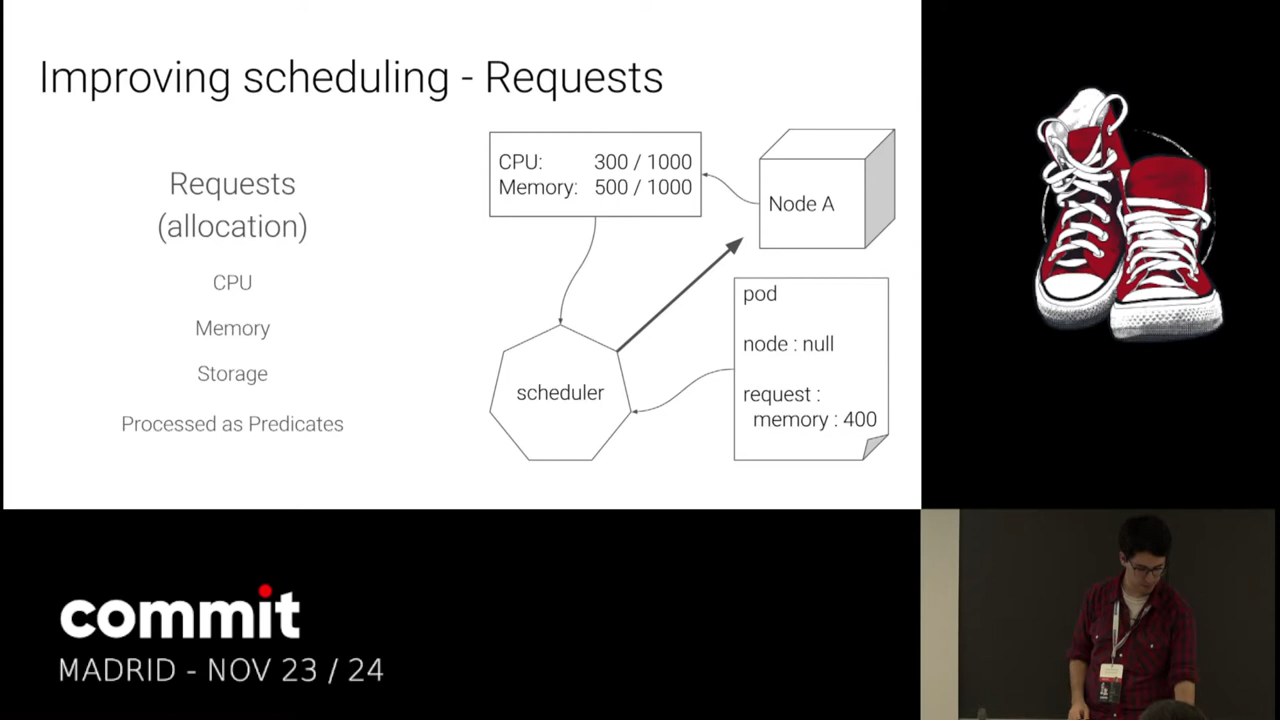 Improving scheduling - Requests
Requests
(allocation)
CPU
Memory
Storage
Processed as Predicates
CPU: 300 / 1000
Memory: 500 / 1000
Node A
scheduler
pod
node : null
request :
memory : 400
commit
MADRID - NOV 23 / 24